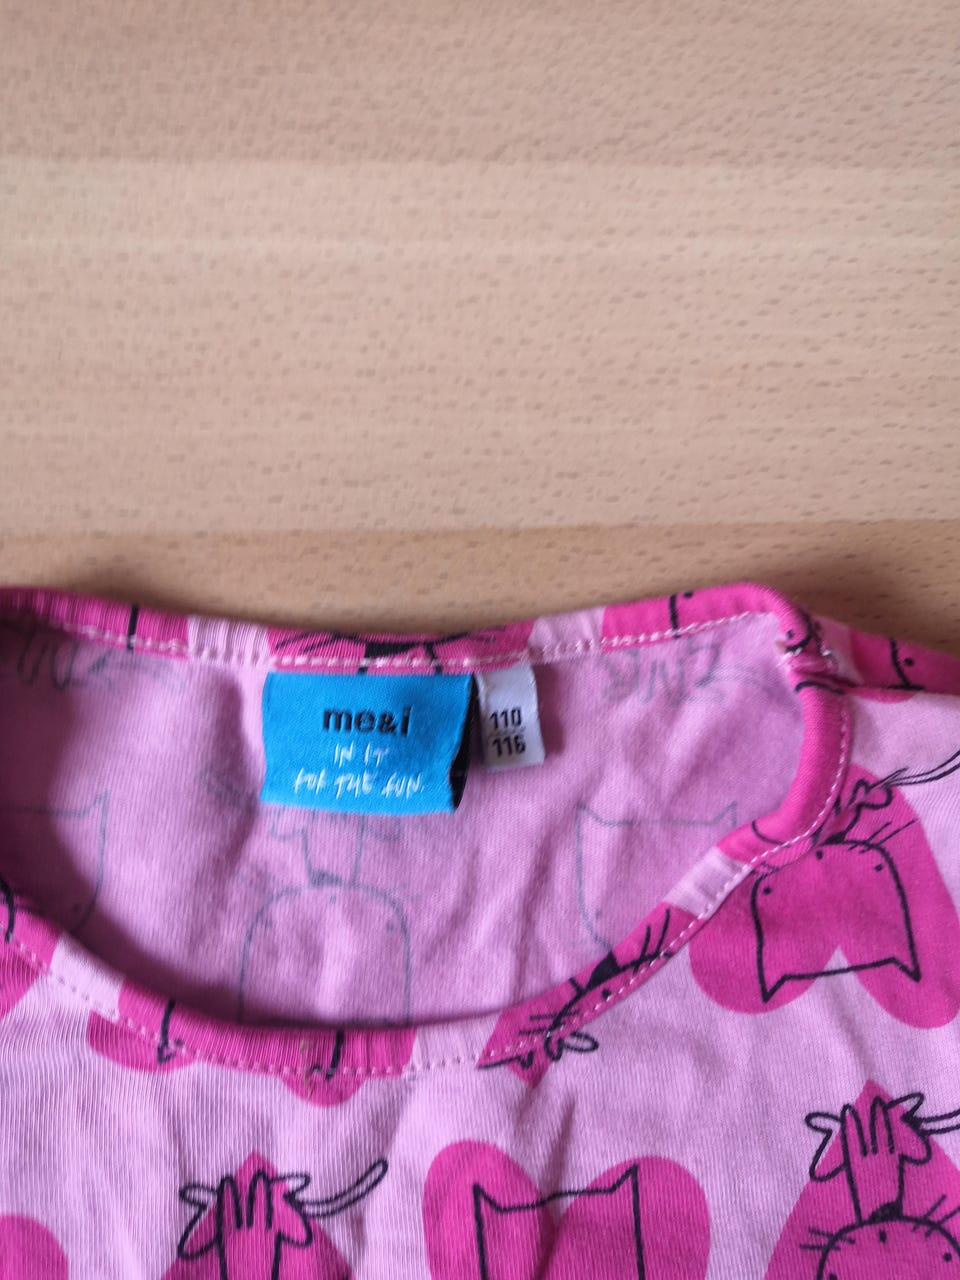 me&i
IN IT
FOR THE FUN.
110
116